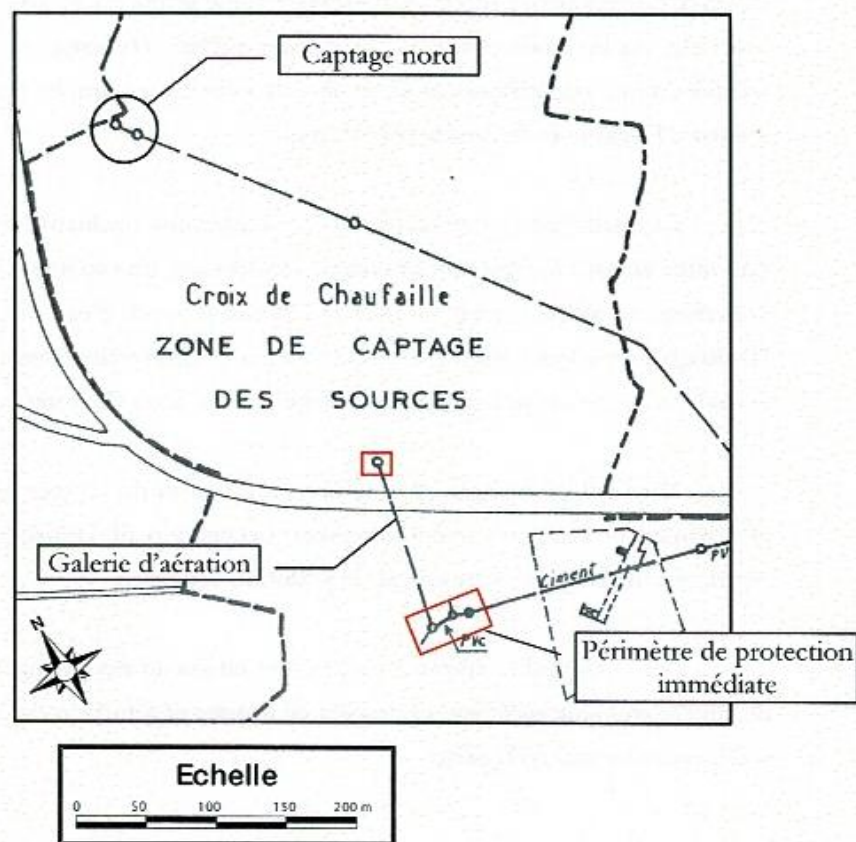 Captage nord
Croix de Chaufaille
ZONE DE CAPTAGE
DES SOURCES
Galerie d'aération
Ciment
PV
PVC
N
Périmètre de protection
immédiate
Echelle
0 50 100 150 200 m